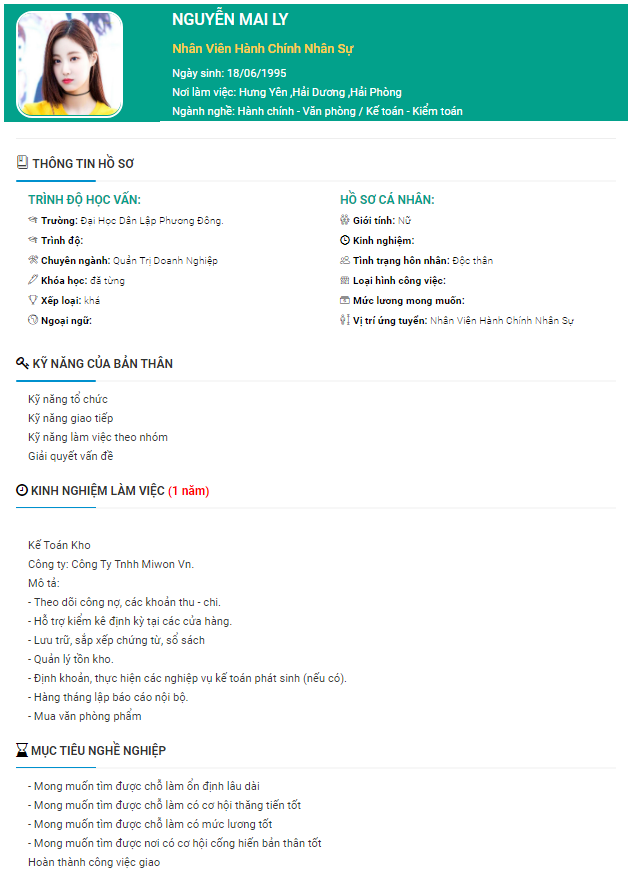 NGUYỄN MAI LY
Nhân Viên Hành Chính Nhân Sự
Ngày sinh: 18/06/1995
Nơi làm việc: Hưng Yên ,Hải Dương ,Hải Phòng
Ngành nghề: Hành chính - Văn phòng / Kế toán - Kiểm toán
THÔNG TIN HỒ SƠ
TRÌNH ĐỘ HỌC VẤN:
Trường: Đại Học Dân Lập Phương Đông.
Trình độ:
Chuyên ngành: Quản Trị Doanh Nghiệp
Khóa học: đã từng
Xếp loại: khá
Ngoại ngữ:
HỒ SƠ CÁ NHÂN:
Giới tính: Nữ
Kinh nghiệm:
Tình trạng hôn nhân: Độc thân
Loại hình công việc:
Mức lương mong muốn:
Vị trí ứng tuyển: Nhân Viên Hành Chính Nhân Sự
KỸ NĂNG CỦA BẢN THÂN
Kỹ năng tổ chức
Kỹ năng giao tiếp
Kỹ năng làm việc theo nhóm
Giải quyết vấn đề
KINH NGHIỆM LÀM VIỆC (1 năm)
Kế Toán Kho
Công ty: Công Ty Tnhh Miwon Vn.
Mô tả:
- Theo dõi công nợ, các khoản thu - chi.
- Hỗ trợ kiểm kê định kỳ tại các cửa hàng.
- Lưu trữ, sắp xếp chứng từ, sổ sách
- Quản lý tồn kho.
- Định khoản, thực hiện các nghiệp vụ kế toán phát sinh (nếu có).
- Hàng tháng lập báo cáo nội bộ.
- Mua văn phòng phẩm
MỤC TIÊU NGHỀ NGHIỆP
- Mong muốn tìm được chỗ làm ổn định lâu dài
- Mong muốn tìm được chỗ làm có cơ hội thăng tiến tốt
- Mong muốn tìm được chỗ làm có mức lương tốt
- Mong muốn tìm được nơi có cơ hội cống hiến bản thân tốt
Hoàn thành công việc giao